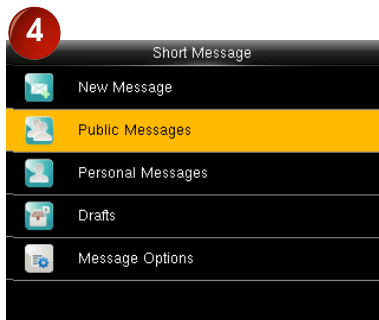 4
Short Message
New Message
Public Messages
Personal Messages
Drafts
Message Options